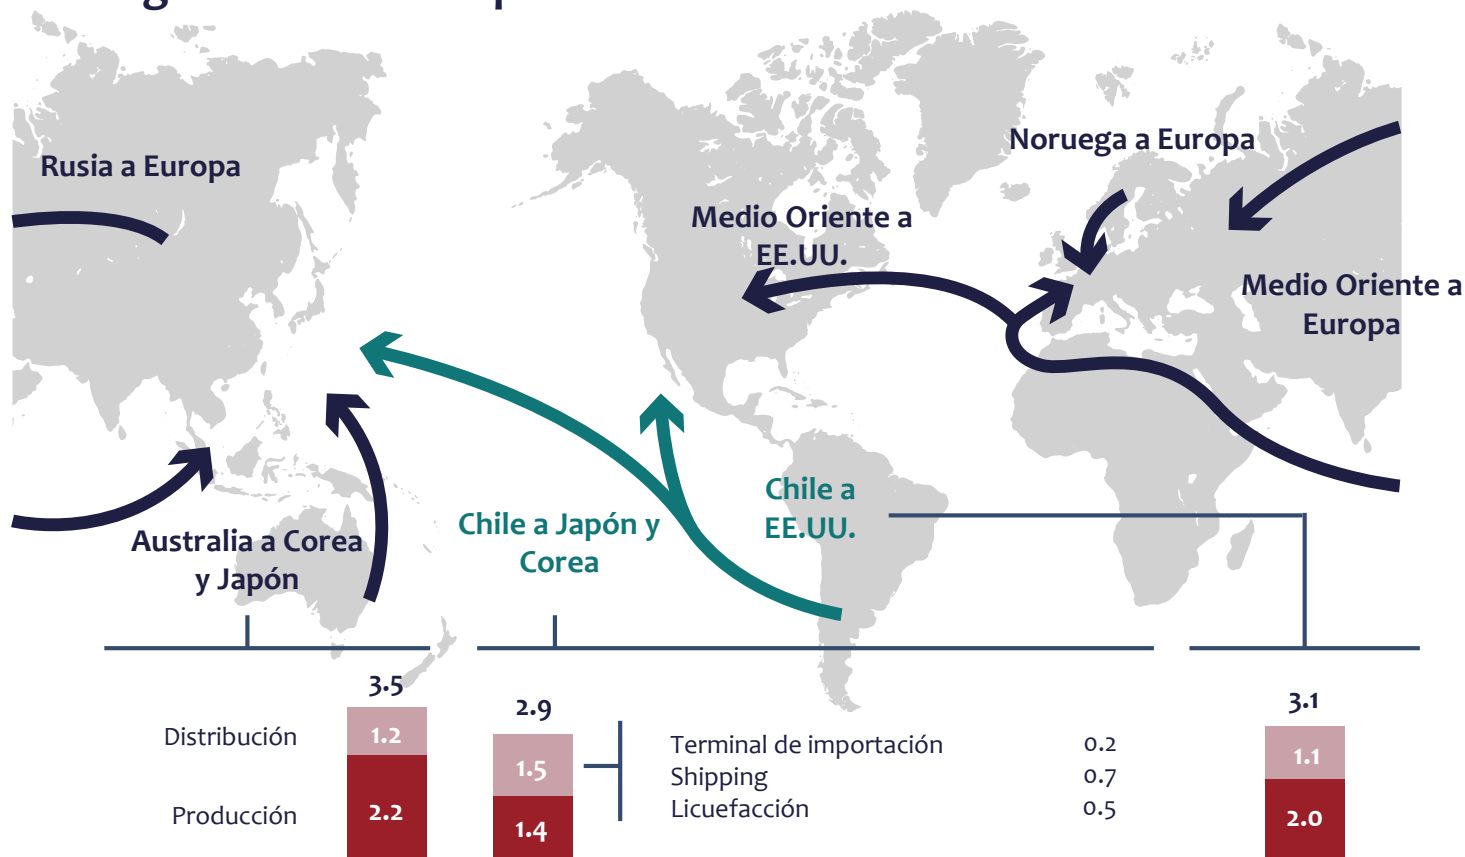 Rusia a Europa
Noruega a Europa
Medio Oriente a
EE.UU.
Medio Oriente a
Europa
Chile a
EE.UU.
Chile a Japón y
Corea
Australia a Corea
y Japón
3.5
2.9
3.1
Distribución
1.2
1.5
1.1
Terminal de importación 0.2
Shipping 0.7
Licuefacción 0.5
Producción
2.2
1.4
2.0